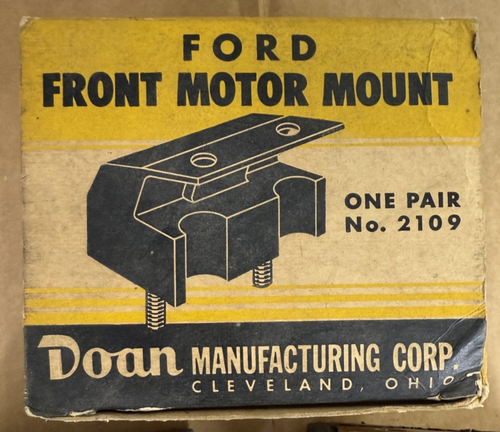 FORD
FRONT MOTOR MOUNT
ONE PAIR
No. 2109
Doan MANUFACTURING CORP.
CLEVELAND, OHIO